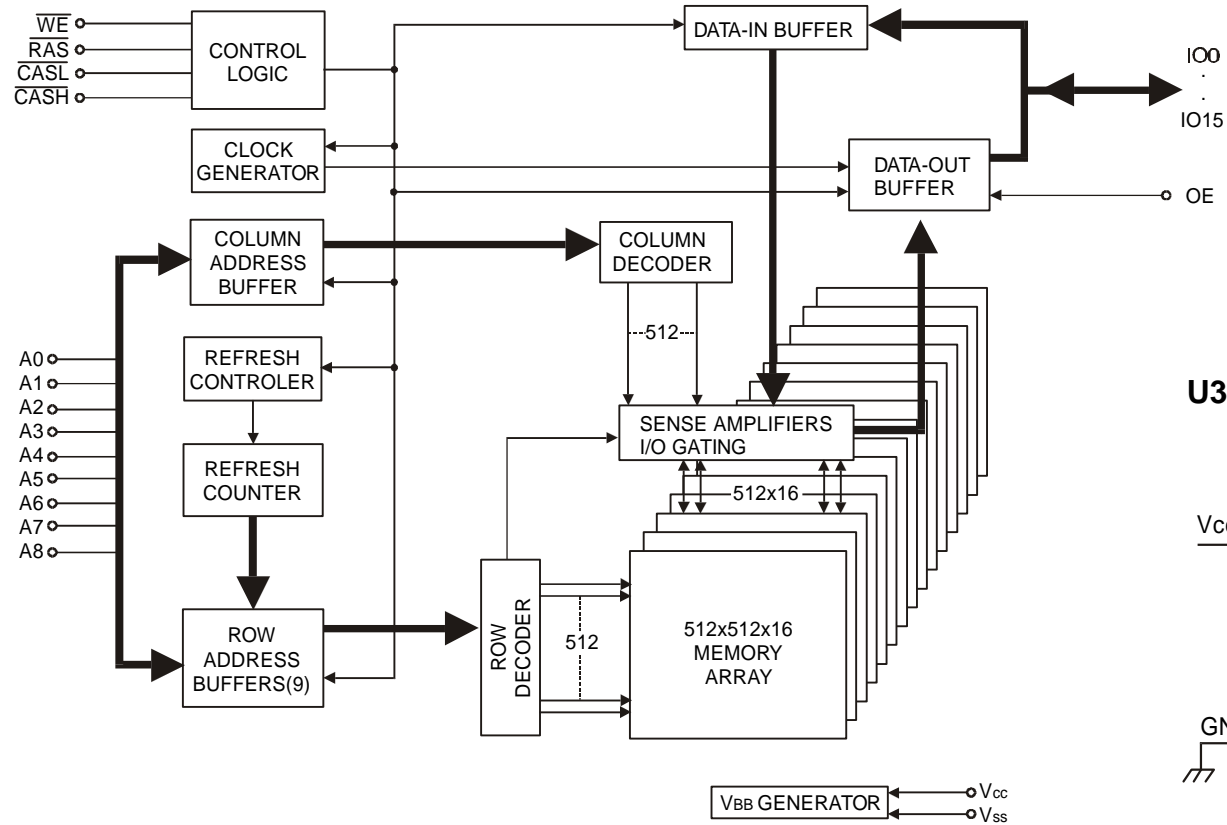 WE
RAS
CASL
CASH
CONTROL
LOGIC
DATA-IN BUFFER
IO0
.
.
IO15
CLOCK
GENERATOR
DATA-OUT
BUFFER
OE
COLUMN
ADDRESS
BUFFER
COLUMN
DECODER
512
A0
A1
A2
A3
A4
A5
A6
A7
A8
REFRESH
CONTROLER
REFRESH
COUNTER
SENSE AMPLIFIERS
I/O GATING
512x16
U3
ROW
ADDRESS
BUFFERS(9)
ROW
DECODER
512
512x512x16
MEMORY
ARRAY
VBB GENERATOR
Vcc
Vss